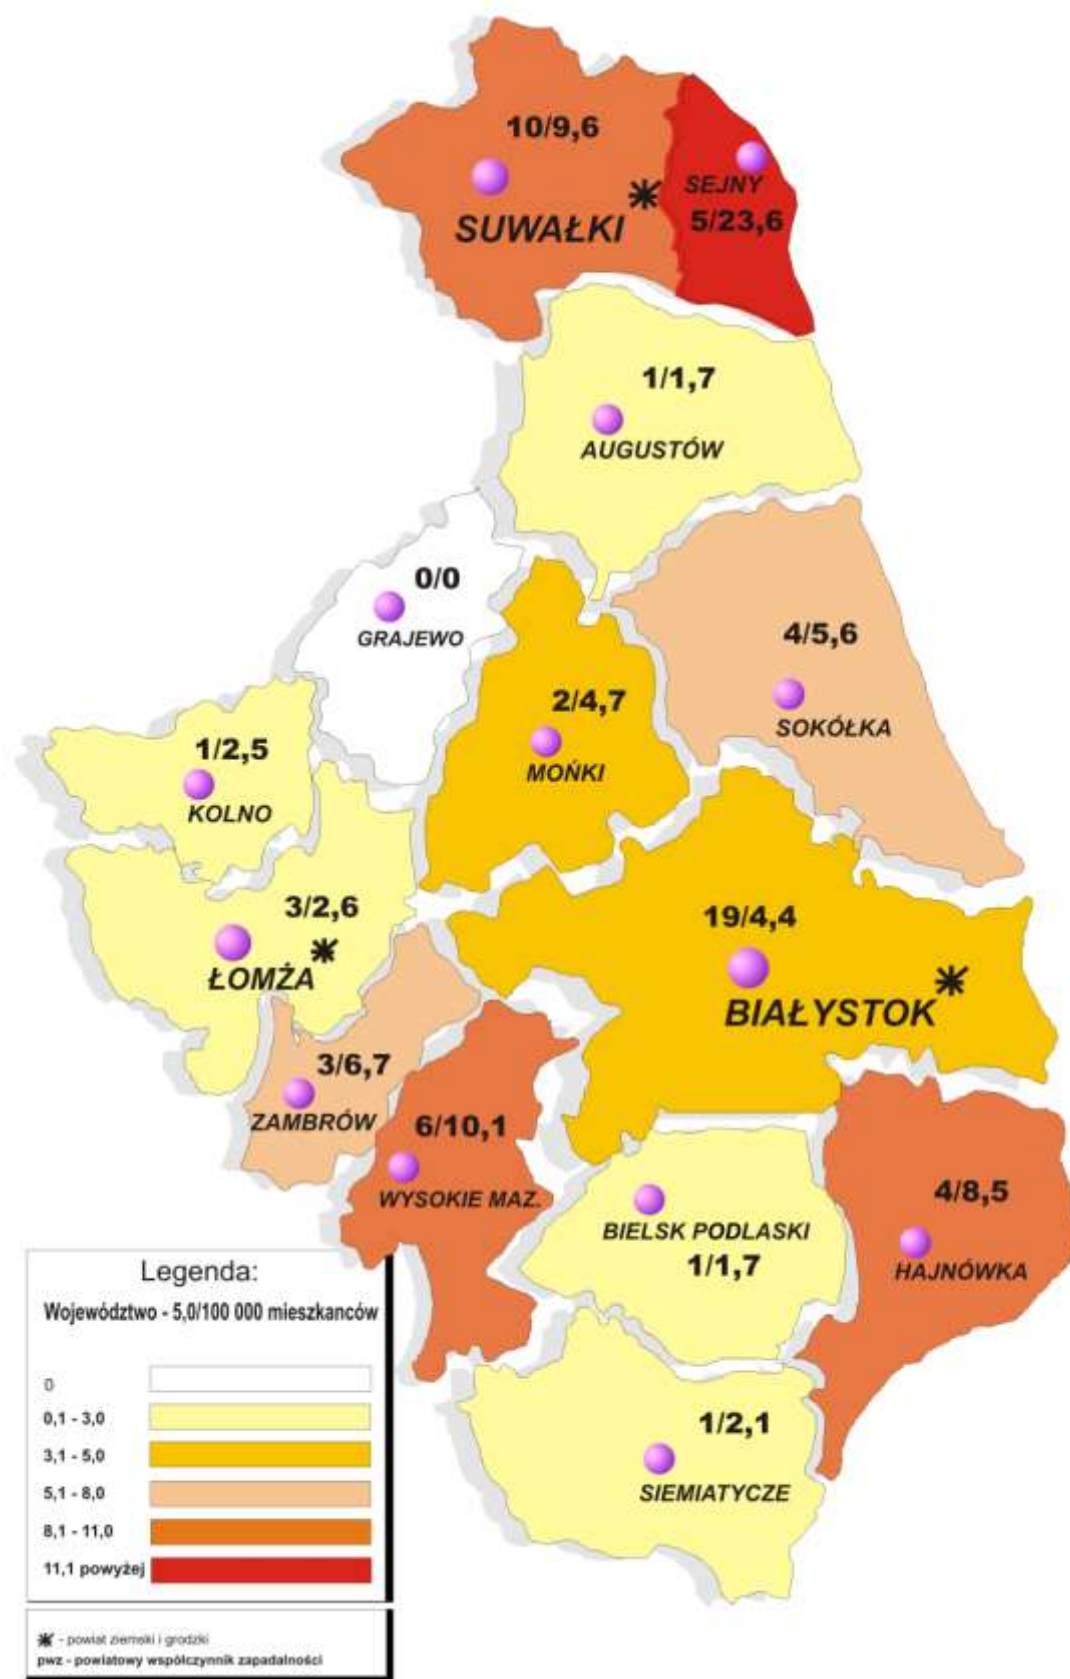 10/9,6
SUWAŁKI
SEJNY
5/23,6
1/1,7
AUGUSTÓW
0/0
GRAJEWO
4/5,6
SOKÓŁKA
2/4,7
MOŃKI
1/2,5
KOLNO
3/2,6
ŁOMŻA
19/4,4
BIAŁYSTOK
3/6,7
ZAMBRÓW
6/10,1
WYSOKIE MAZ.
BIELSK PODLASKI
1/1,7
4/8,5
HAJNÓWKA
1/2,1
SIEMIATYCZE
Legenda:
Województwo - 5,0/100 000 mieszkanców
0
0,1 - 3,0
3,1 - 5,0
5,1 - 8,0
8,1 - 11,0
11,1 powyżej
- powiat ziemski i grodzki
pwz - powiatowy współczynnik zapadalności